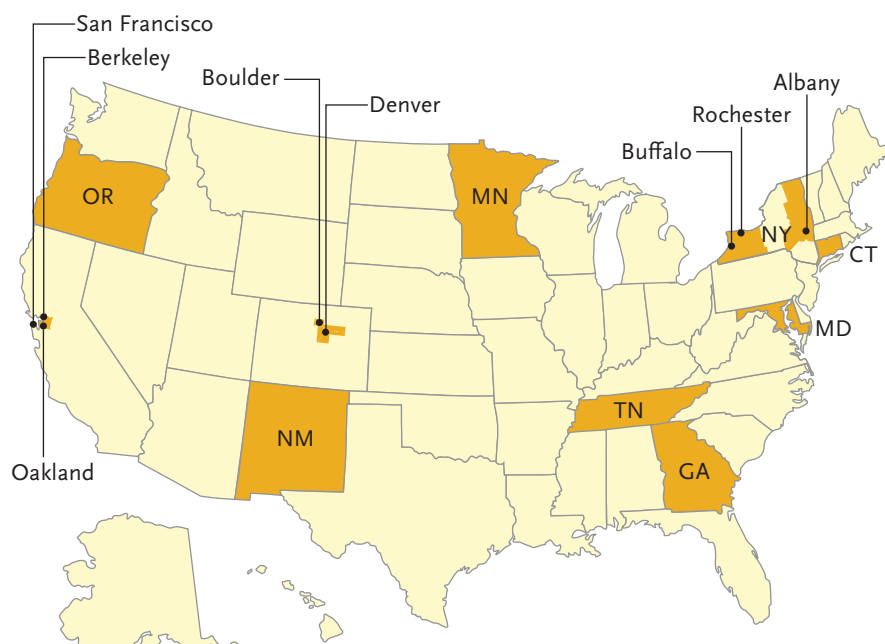 San Francisco
Berkeley
Boulder
Denver
Albany
Rochester
Buffalo
OR
MN
NY
CT
MD
TN
NM
GA
Oakland